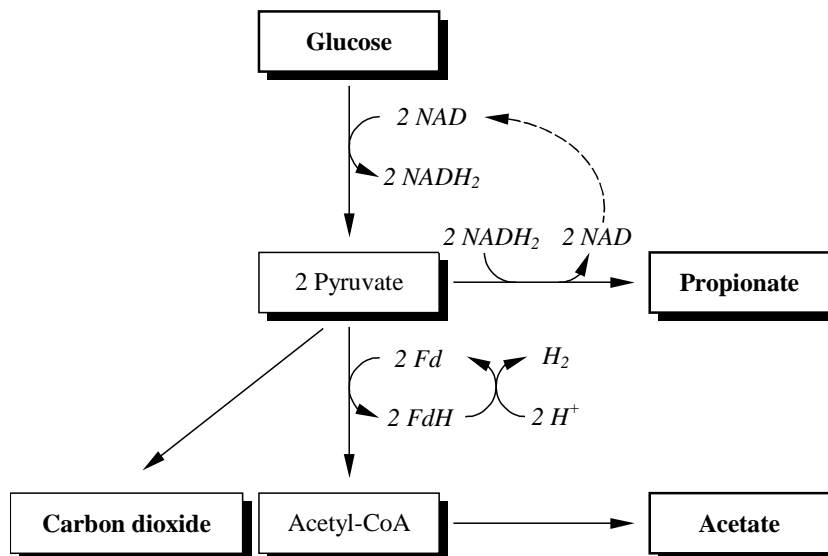 Glucose
2 NAD
2 NADH₂
2 NADH₂ 2 NAD
2 Pyruvate
Propionate
2 Fd
H₂
2 FdH
2 H⁺
Carbon dioxide
Acetyl-CoA
Acetate